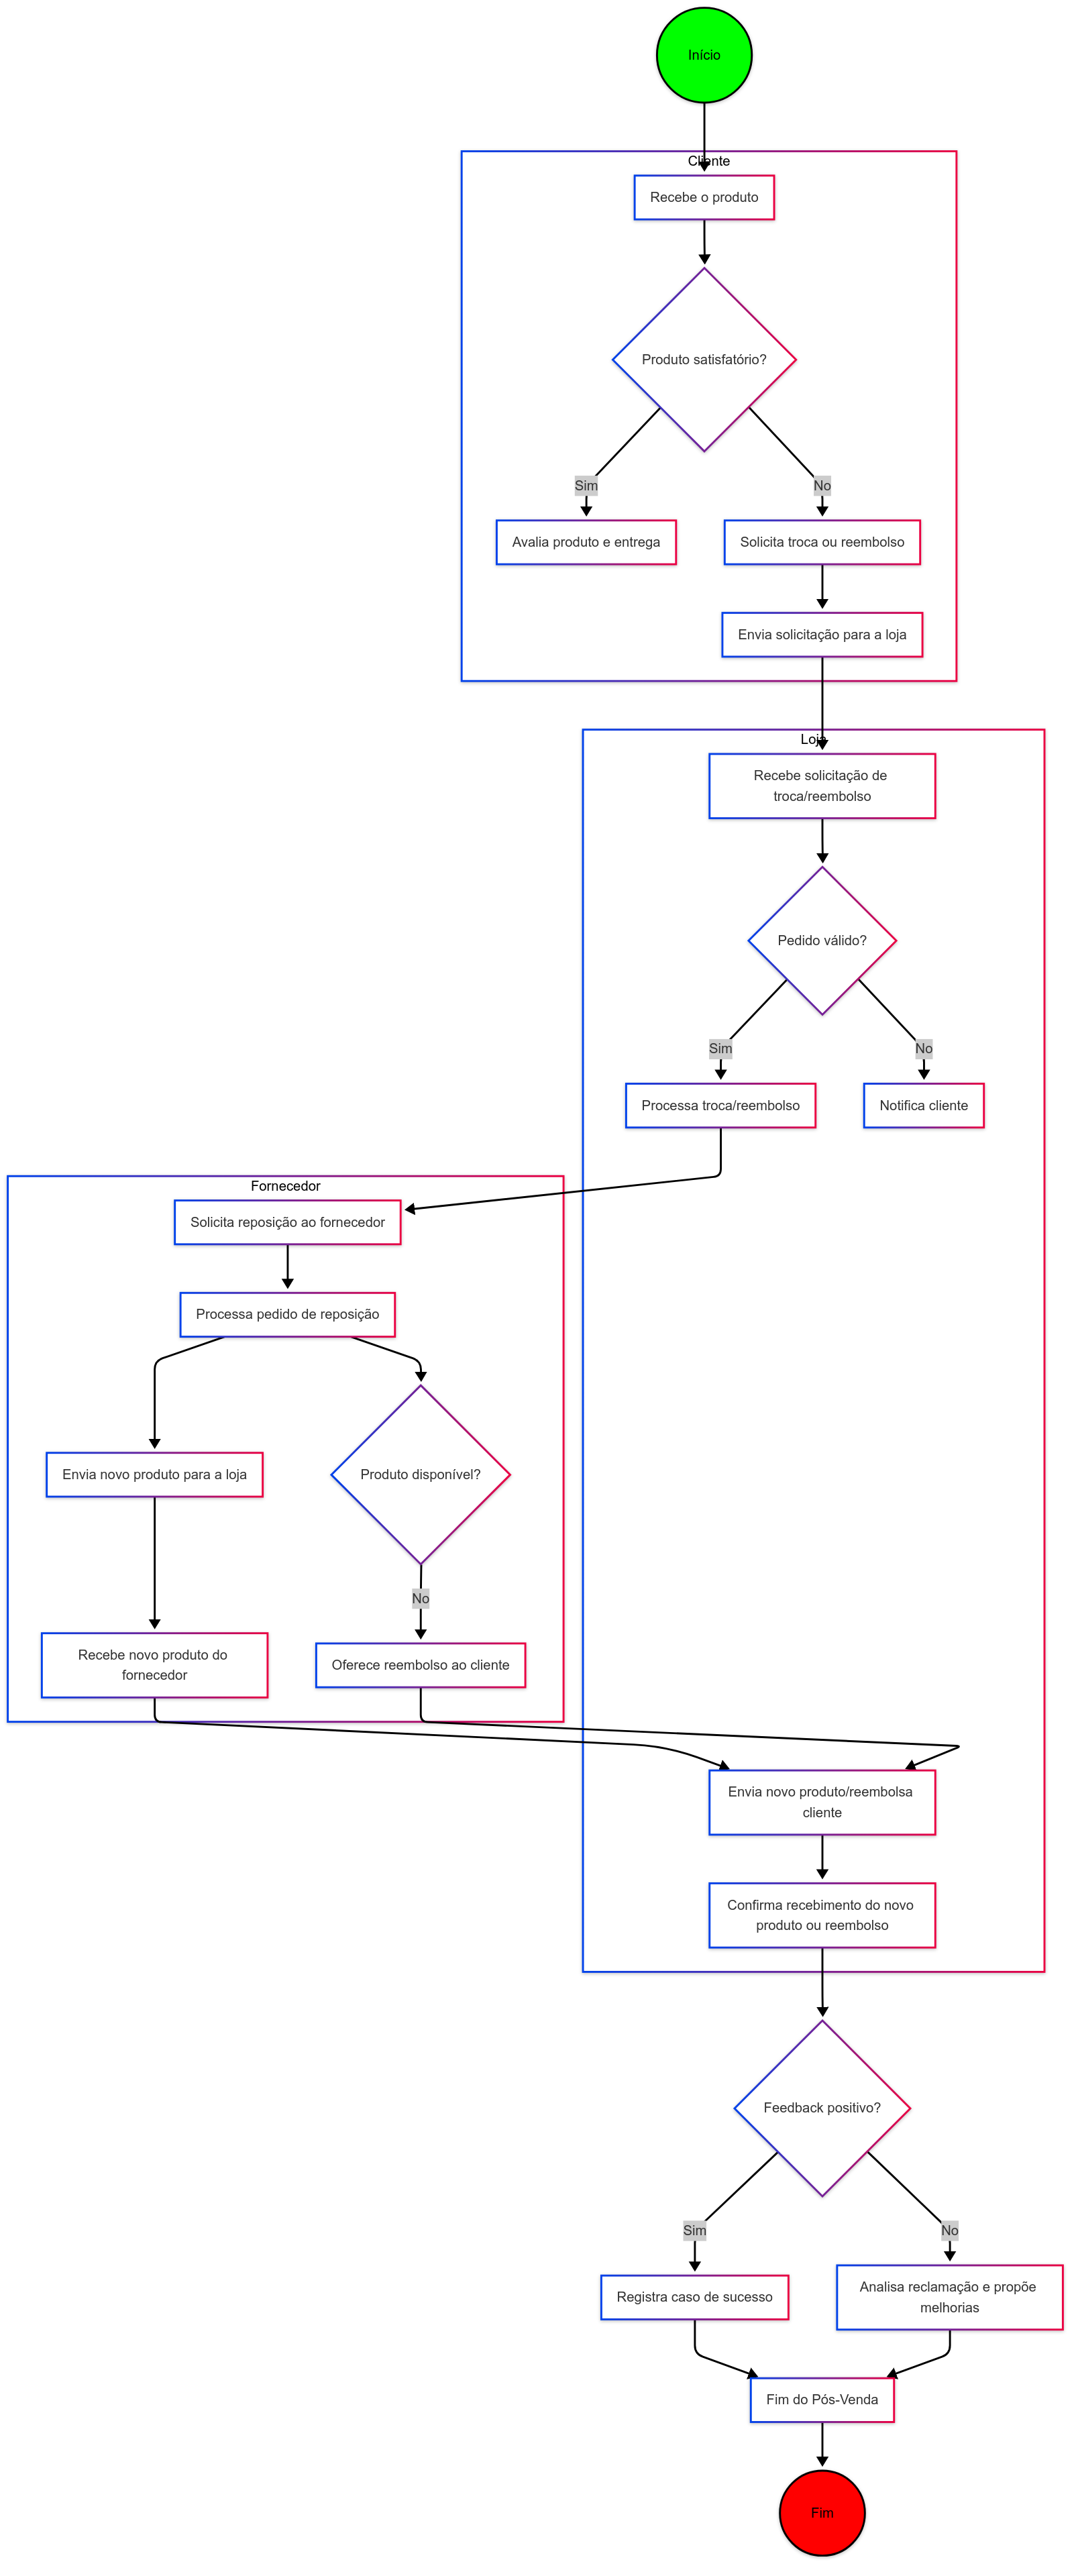 Início
Cliente
Recebe o produto
Produto satisfatório?
Sim
No
Avalia produto e entrega
Solicita troca ou reembolso
Envia solicitação para a loja
Loja
Recebe solicitação de
troca/reembolso
Pedido válido?
Sim
No
Processa troca/reembolso
Notifica cliente
Fornecedor
Solicita reposição ao fornecedor
Processa pedido de reposição
Envia novo produto para a loja
Produto disponível?
No
Recebe novo produto do
fornecedor
Oferece reembolso ao cliente
Envia novo produto/reembolsa
cliente
Confirma recebimento do novo
produto ou reembolso
Feedback positivo?
Sim
No
Registra caso de sucesso
Analisa reclamação e propõe
melhorias
Fim do Pós-Venda
Fim